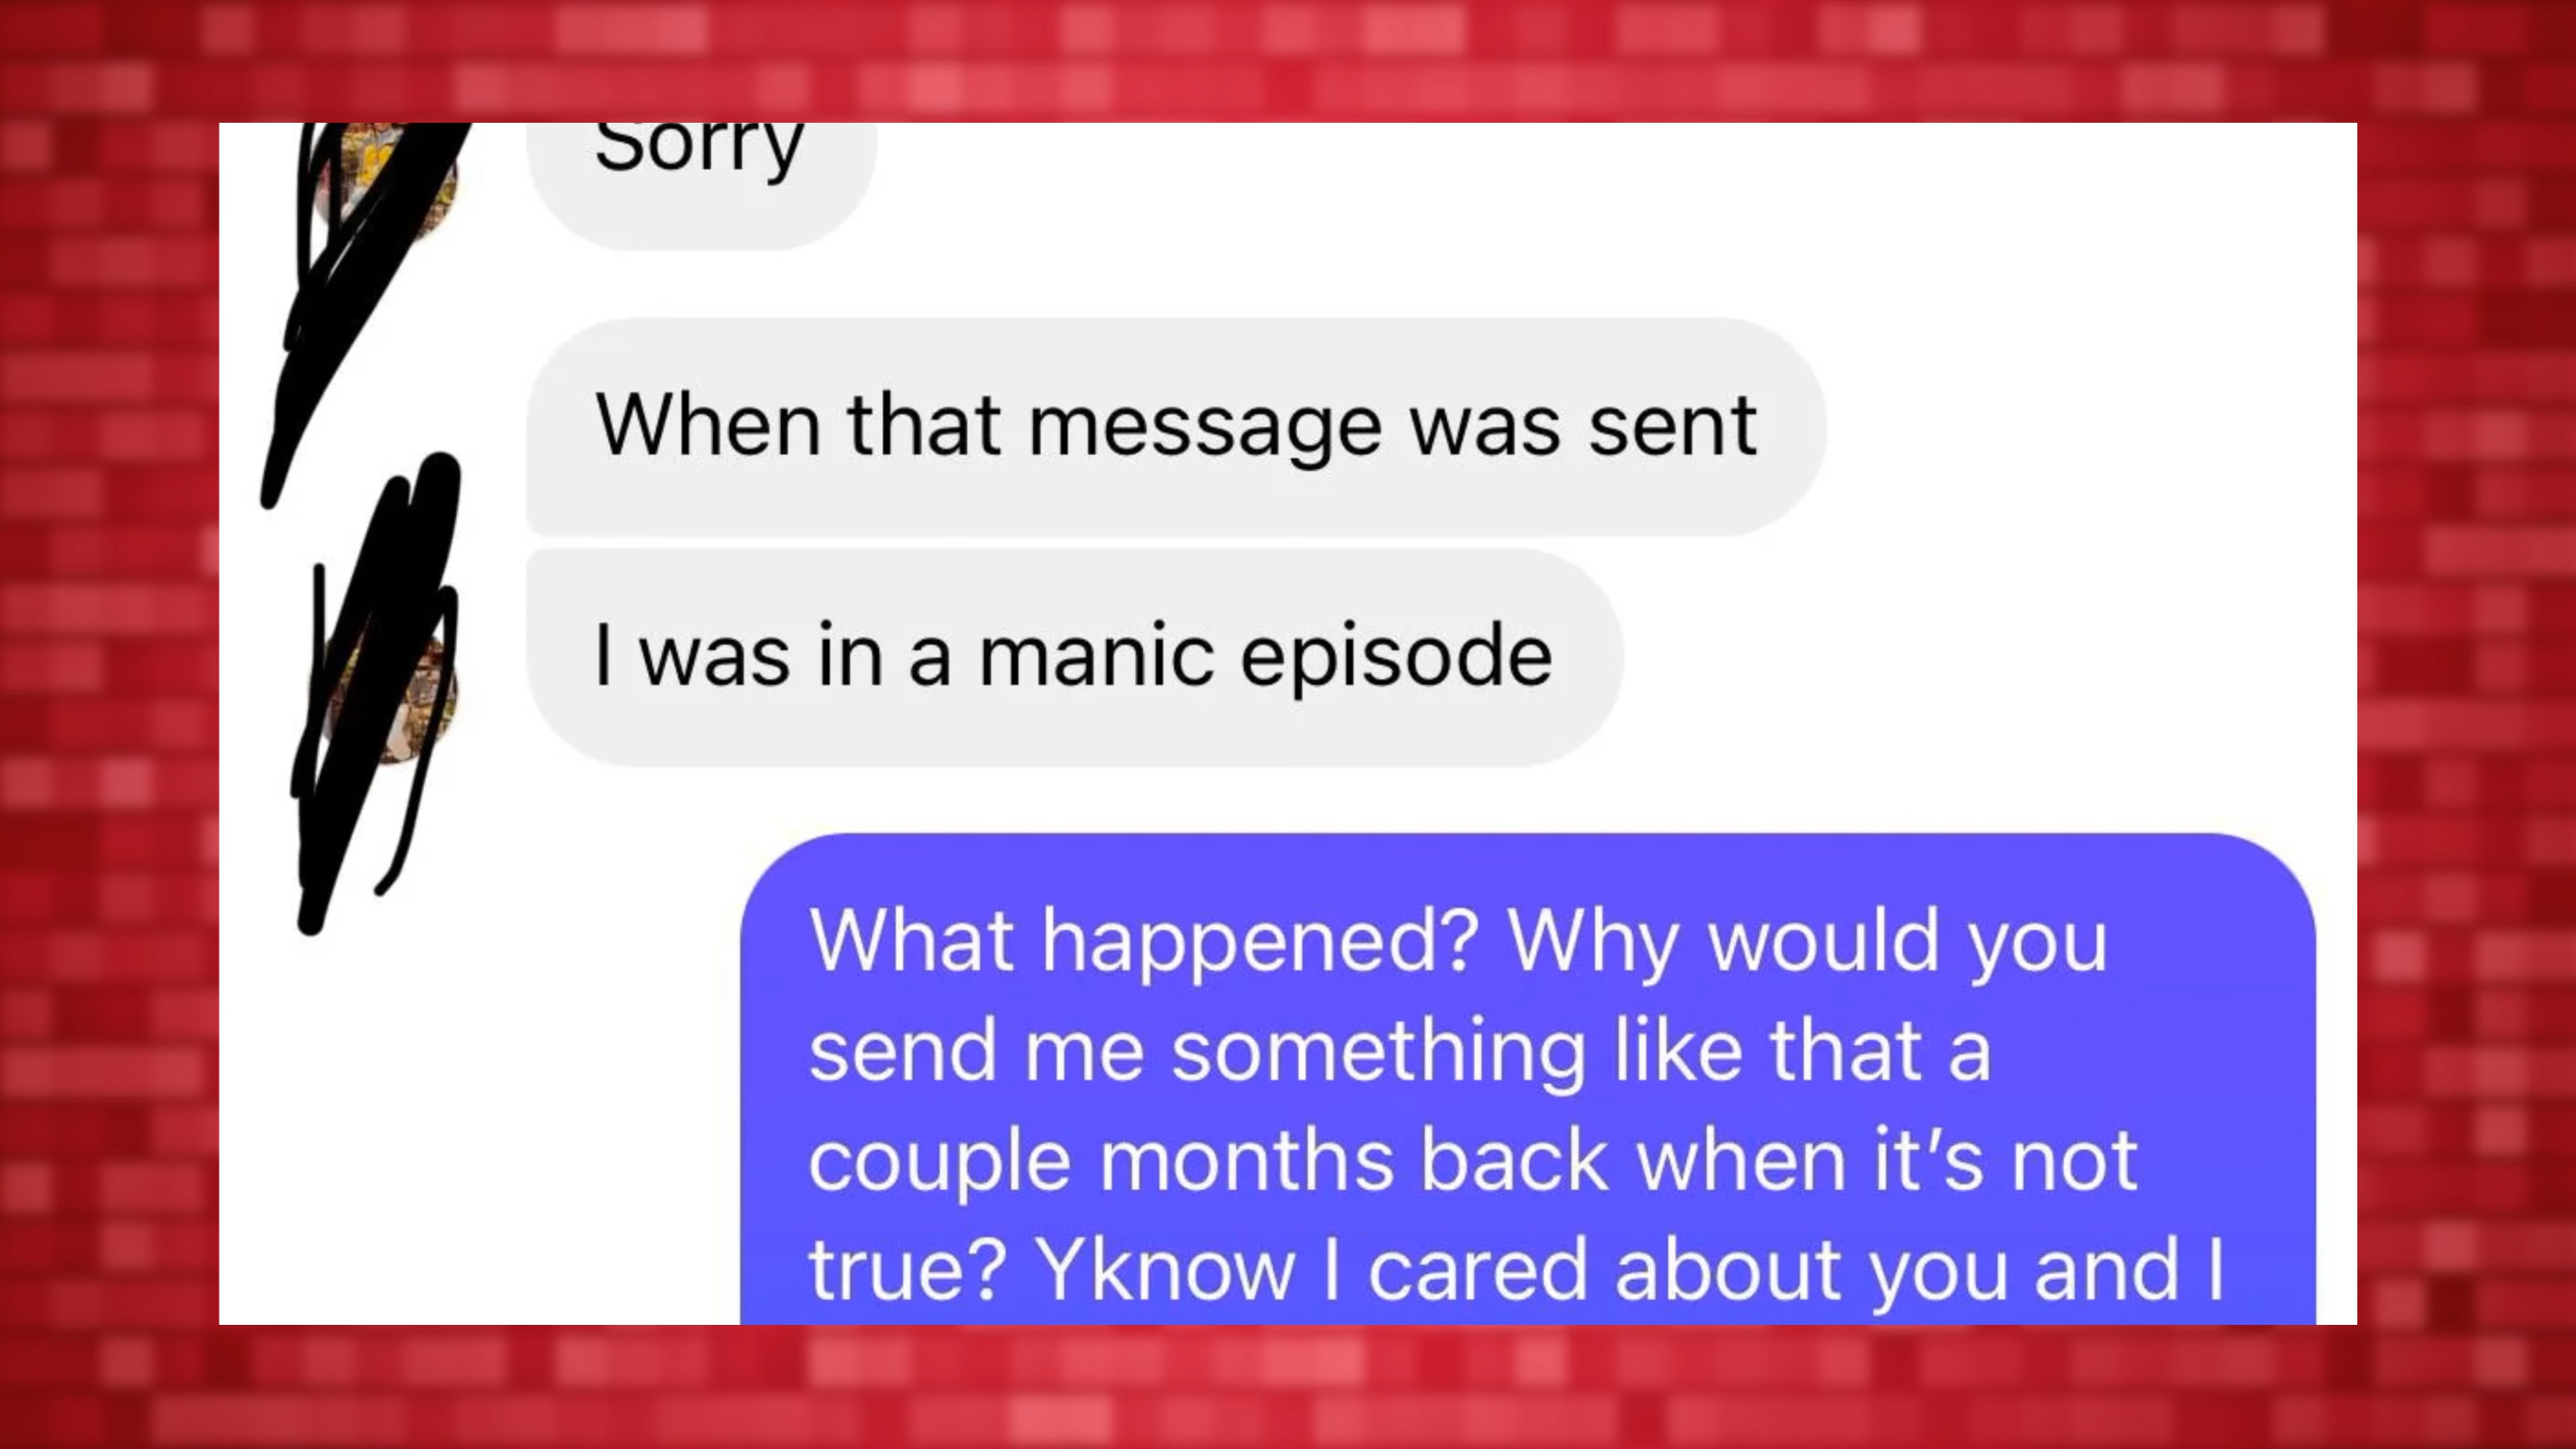 Sorry
When that message was sent
I was in a manic episode
What happened? Why would you
send me something like that a
couple months back when it’s not
true? Yknow I cared about you and I